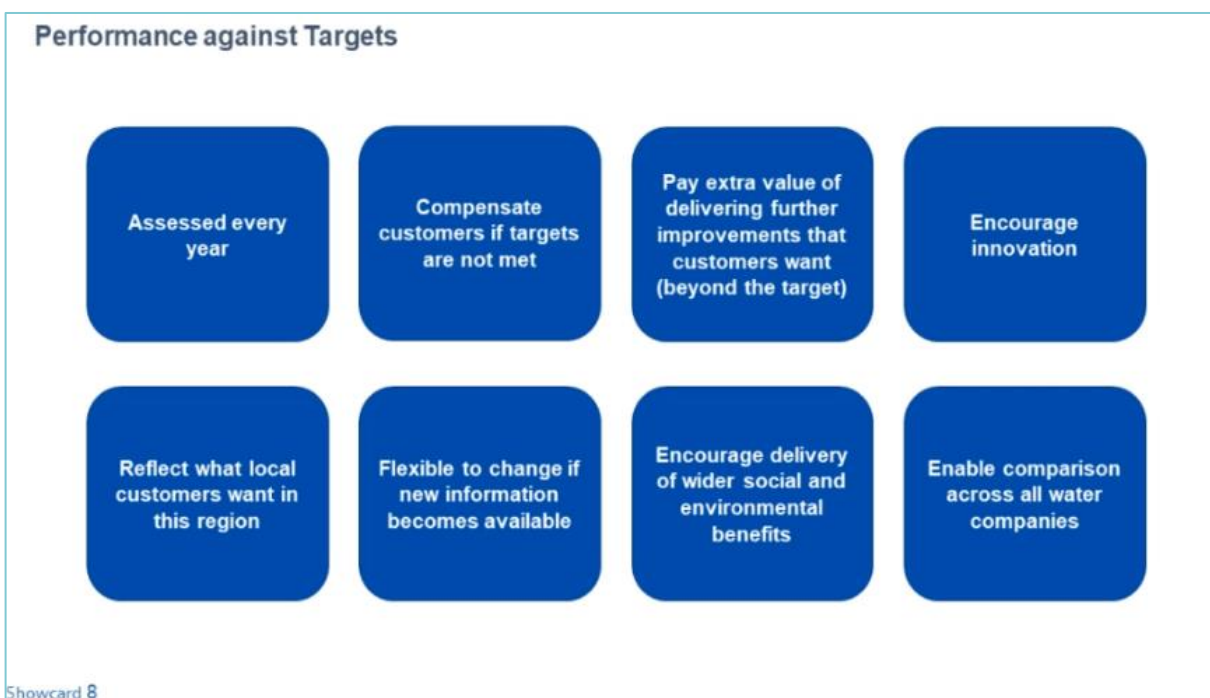 Performance against Targets
Assessed every
year
Compensate
customers if targets
are not met
Pay extra value of
delivering further
improvements that
customers want
(beyond the target)
Encourage
innovation
Reflect what local
customers want in
this region
Flexible to change if
new information
becomes available
Encourage delivery
of wider social and
environmental
benefits
Enable comparison
across all water
companies
Showcard 8